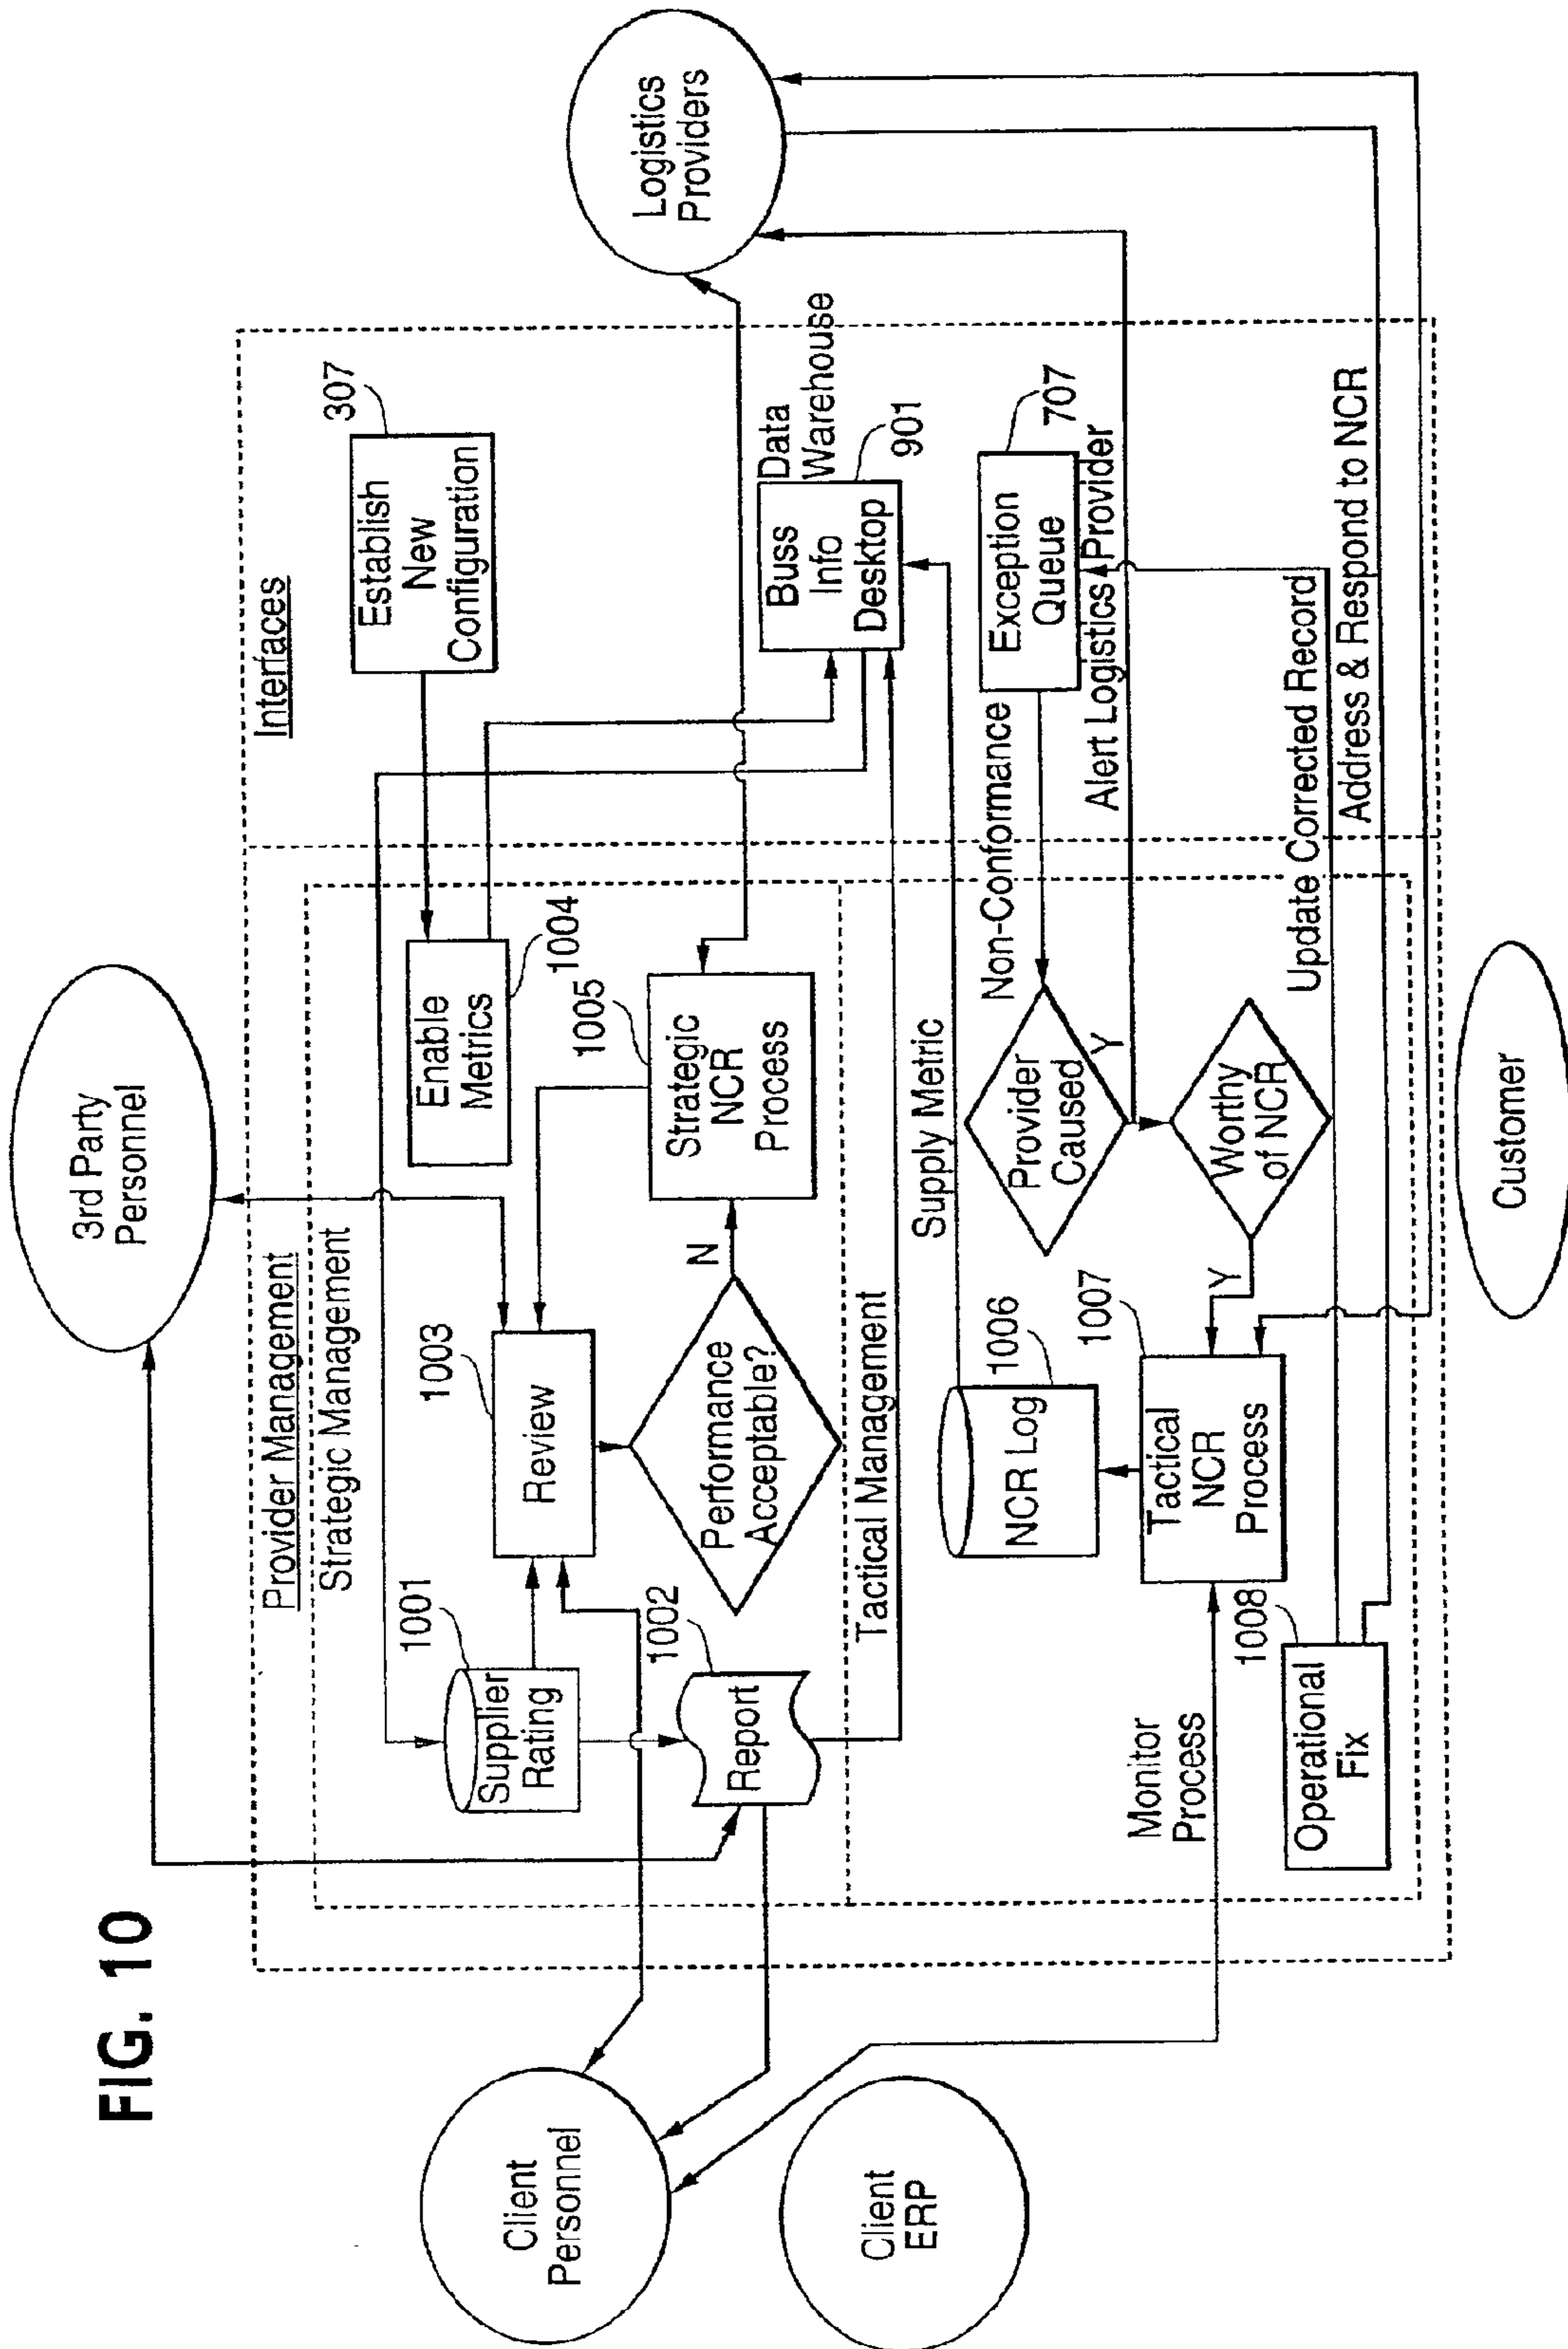 FIG. 10
3rd Party
Personnel
Client
Personnel
Client
ERP
Logistics
Providers
Customer
Provider Management
Strategic Management
Interfaces
1001
Supplier
Rating
1002
Report
1003
Review
Performance
Acceptable?
N
Enable
Metrics
1004
1005
Strategic
NCR
Process
307
Establish
New
Configuration
Data
Warehouse
Buss
Info
Desktop
901
Tactical Management
Supply Metric
1006
NCR Log
1007
Tactical
NCR
Process
Monitor
Process
1008
Operational
Fix
Non-Conformance
Provider
Caused
Y
Worthy
of NCR
Y
Exception
Queue
707
Alert Logistics Provider
Update Corrected Record
Address & Respond to NCR